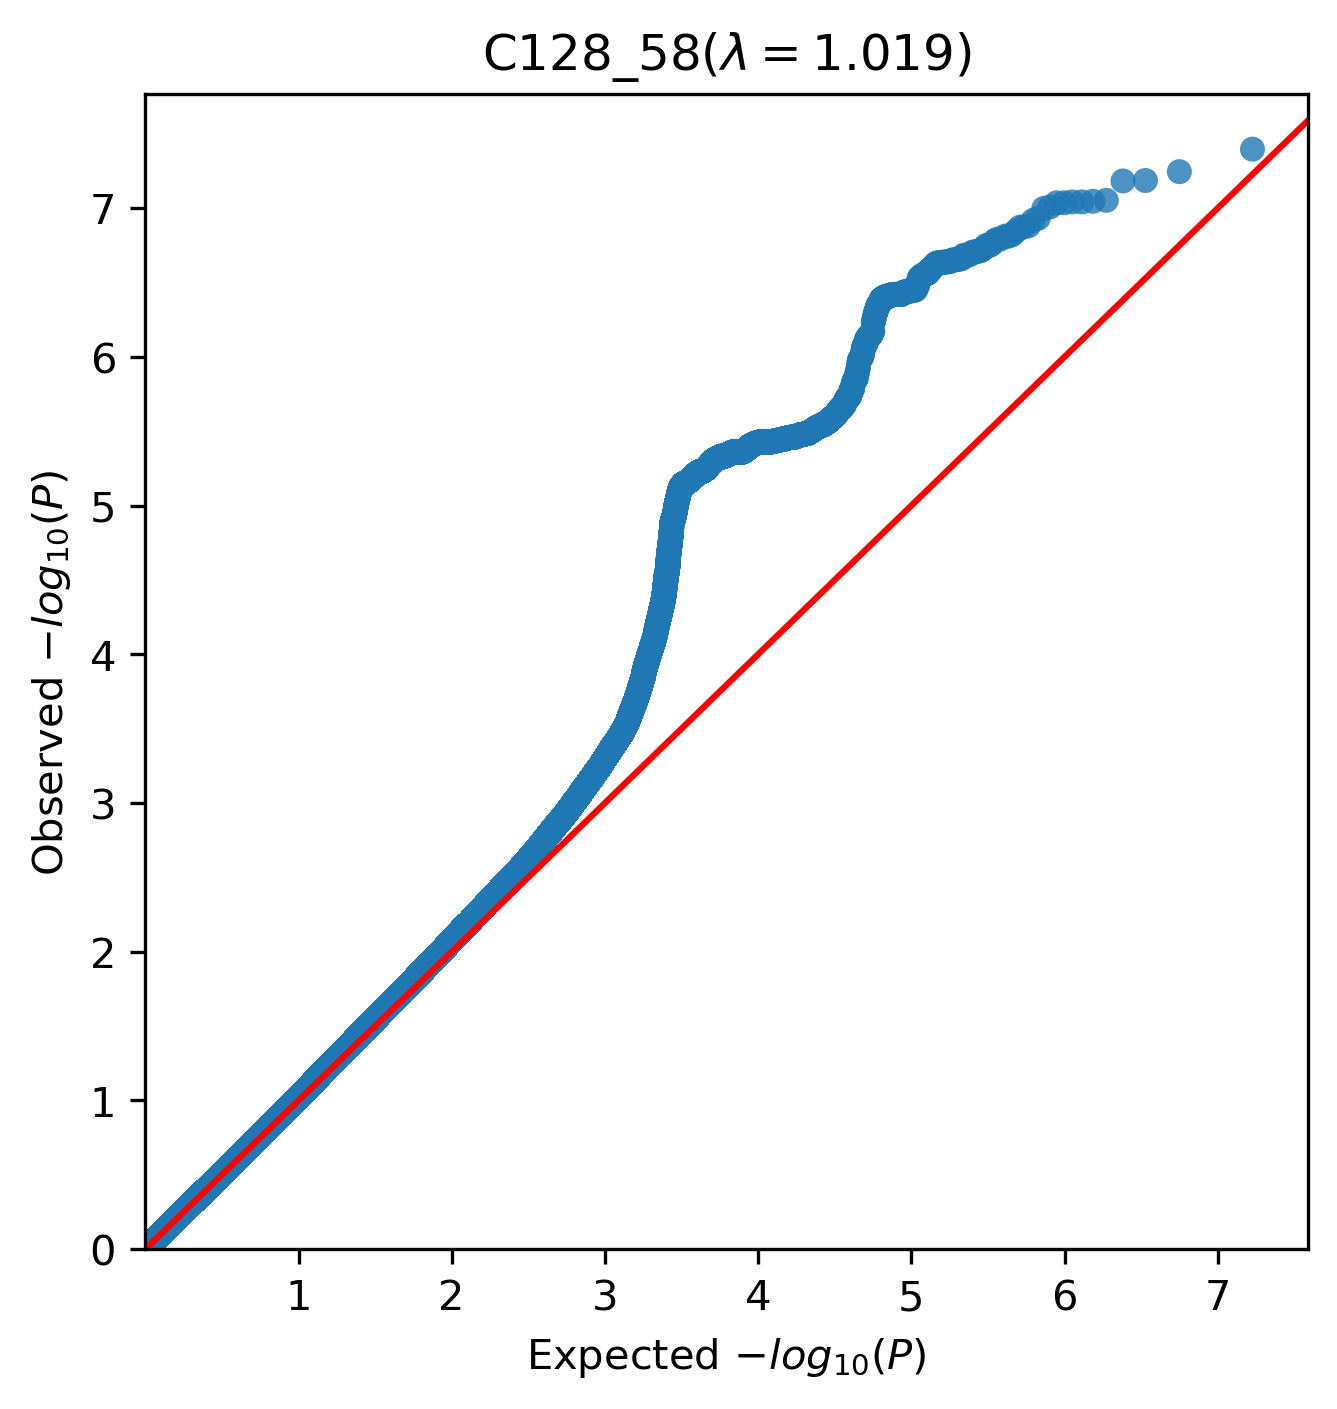 C128_58(λ = 1.019)
Observed −log10(P)
7
6
5
4
3
2
1
0
1 2 3 4 5 6 7
Expected −log10(P)